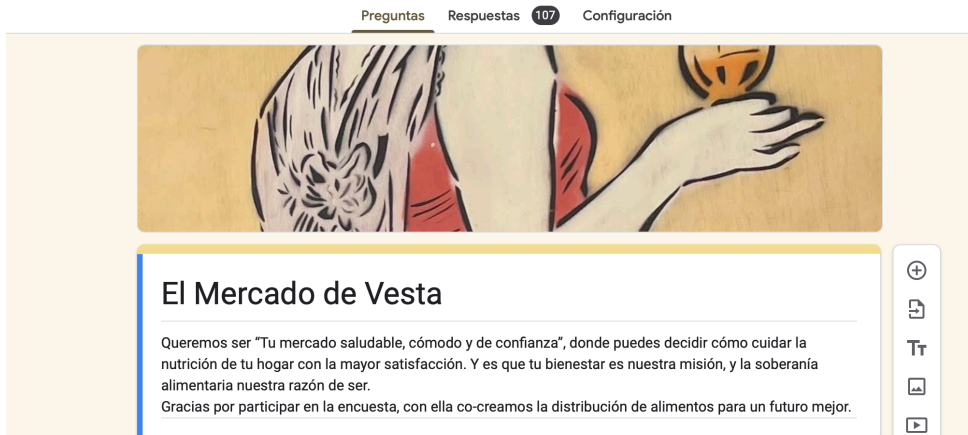 Preguntas Respuestas 107 Configuración
El Mercado de Vesta
Queremos ser “Tu mercado saludable, cómodo y de confianza”, donde puedes decidir cómo cuidar la
nutrición de tu hogar con la mayor satisfacción. Y es que tu bienestar es nuestra misión, y la soberanía
alimentaria nuestra razón de ser.
Gracias por participar en la encuesta, con ella co-creamos la distribución de alimentos para un futuro mejor.
Tт